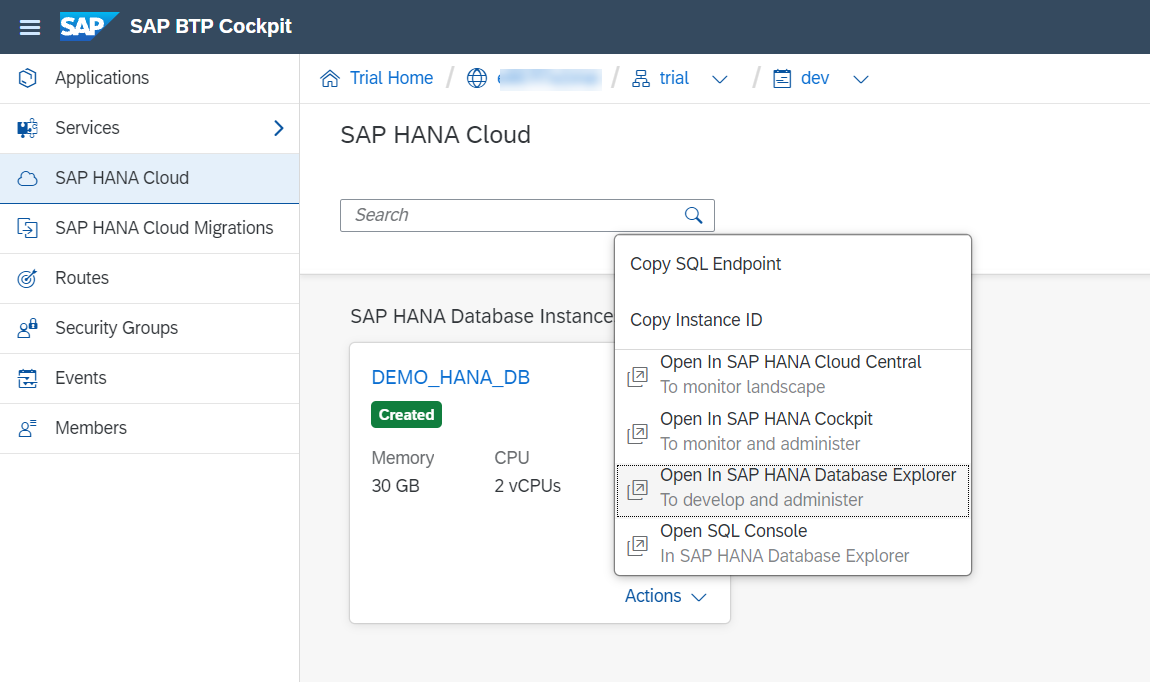 SAP SAP BTP Cockpit
Applications
Services
SAP HANA Cloud
SAP HANA Cloud Migrations
Routes
Security Groups
Events
Members
Trial Home / / trial / dev
SAP HANA Cloud
Search
SAP HANA Database Instance
DEMO_HANA_DB
Created
Memory CPU
30 GB 2 vCPUs
Copy SQL Endpoint
Copy Instance ID
Open In SAP HANA Cloud Central
To monitor landscape
Open In SAP HANA Cockpit
To monitor and administer
Open In SAP HANA Database Explorer
To develop and administer
Open SQL Console
In SAP HANA Database Explorer
Actions